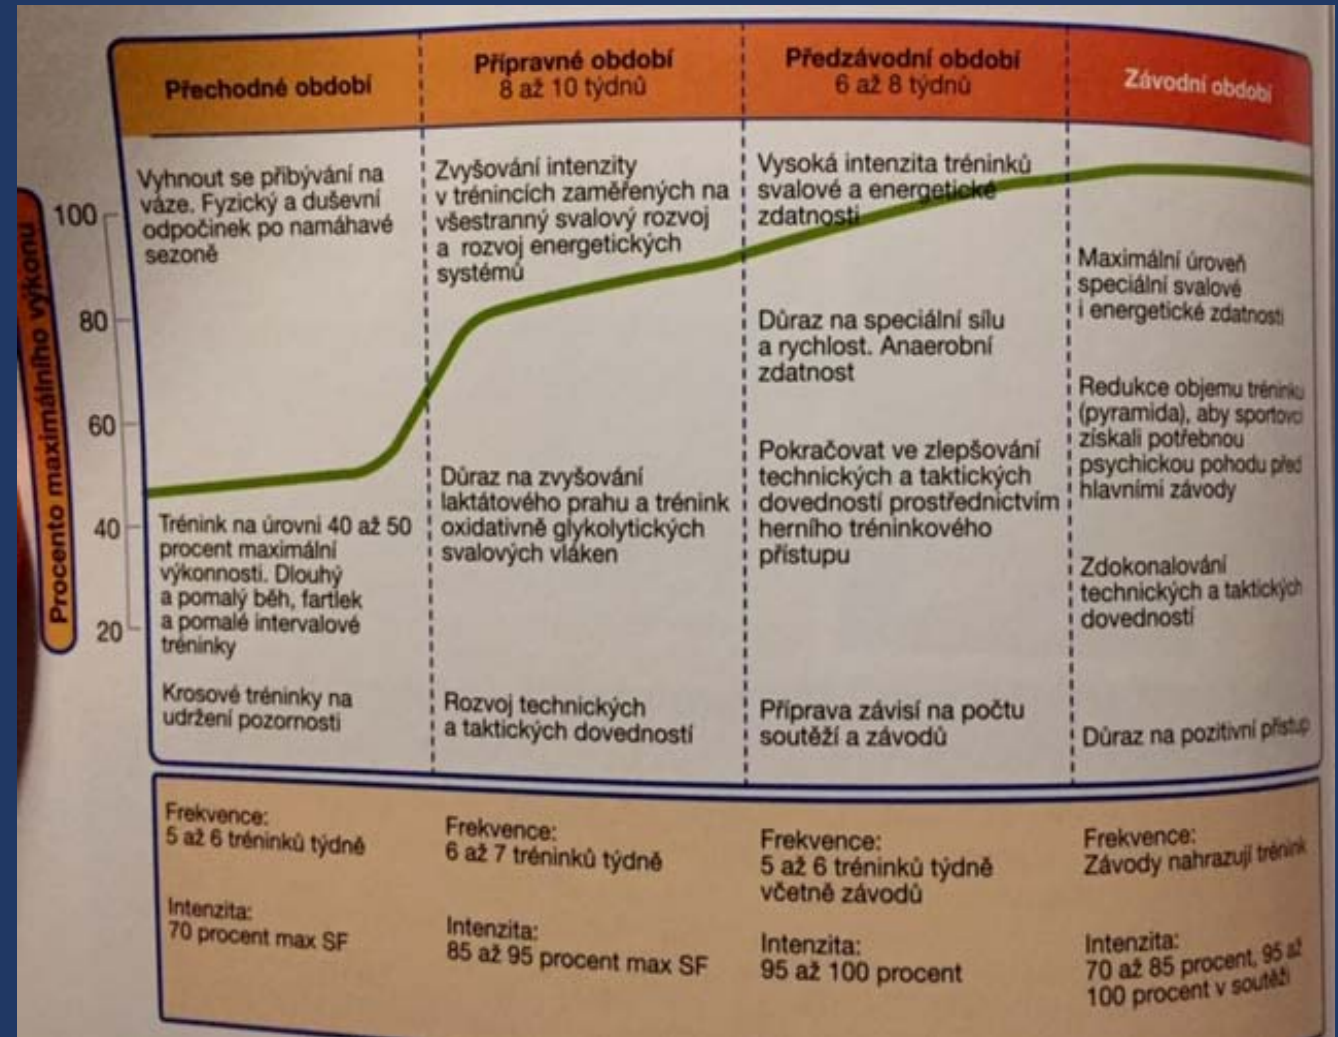 Přechodné období
Přípravné období
8 až 10 týdnů
Předzávodní období
6 až 8 týdnů
Závodní období
Procento maximálního výkonu
100
80
60
40
20
Vyhnout se přibývání na
váze. Fyzický a duševní
odpočinek po namáhavé
sezoně
Trénink na úrovni 40 až 50
procent maximální
výkonnosti. Dlouhý
a pomalý běh, fartlek
a pomalé intervalové
tréninky
Krosové tréninky na
udržení pozornosti
Zvyšování intenzity
v trénincích zaměřených na
všestranný svalový rozvoj
a rozvoj energetických
systémů
Důraz na zvyšování
laktátového prahu a trénink
oxidativně glykolytických
svalových vláken
Rozvoj technických
a taktických dovedností
Vysoká intenzita tréninků
svalové a energetické
zdatnosti
Důraz na speciální sílu
a rychlost. Anaerobní
zdatnost
Pokračovat ve zlepšování
technických a taktických
dovedností prostřednictvím
herního tréninkového
přístupu
Příprava závisí na počtu
soutěží a závodů
Maximální úroveň
speciální svalové
i energetické zdatnosti
Redukce objemu tréninku
(pyramida), aby sportovci
získali potřebnou
psychickou pohodu před
hlavními závody
Zdokonalování
technických a taktických
dovedností
Důraz na pozitivní přístup
Frekvence:
5 až 6 tréninků týdně
Intenzita:
70 procent max SF
Frekvence:
6 až 7 tréninků týdně
Intenzita:
85 až 95 procent max SF
Frekvence:
5 až 6 tréninků týdně
včetně závodů
Intenzita:
95 až 100 procent
Frekvence:
Závody nahrazují trénink
Intenzita:
70 až 85 procent, 95 až
100 procent v soutěži